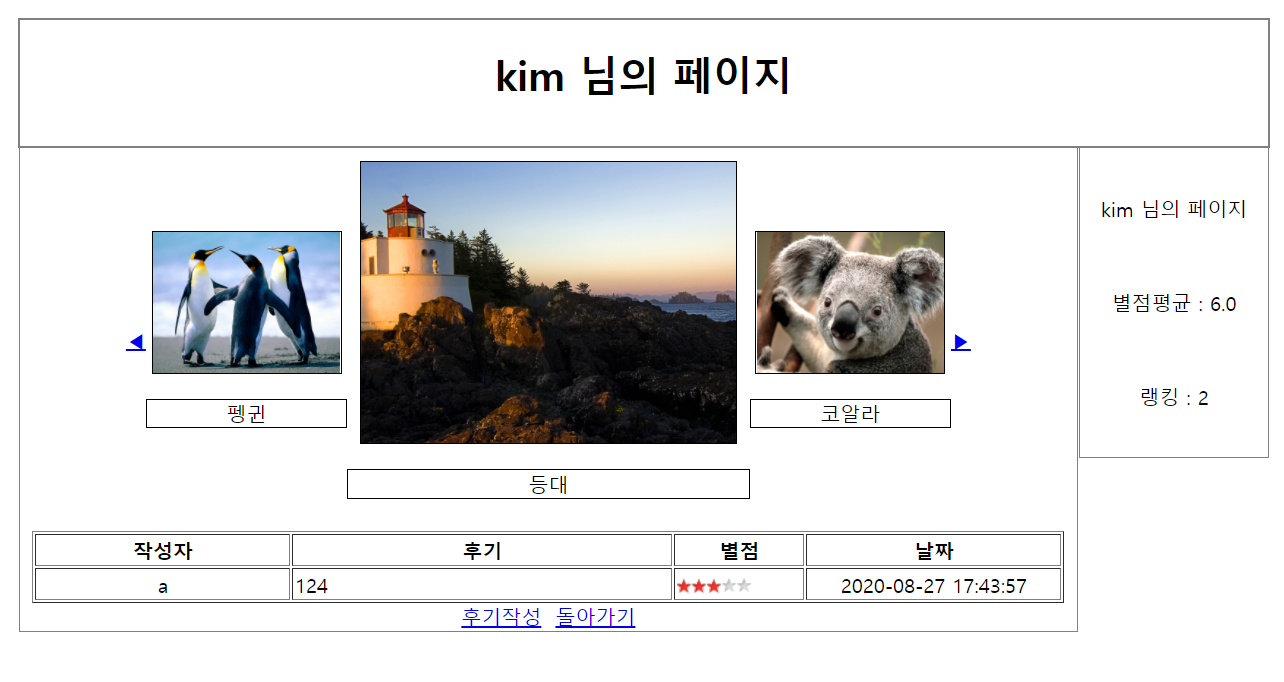 kim 님의 페이지
◀
펭귄
등대
코알라
▶
작성자 후기 별점 날짜
a 124 ★★★★★ 2020-08-27 17:43:57
후기작성 돌아가기
kim 님의 페이지
별점평균 : 6.0
랭킹 : 2